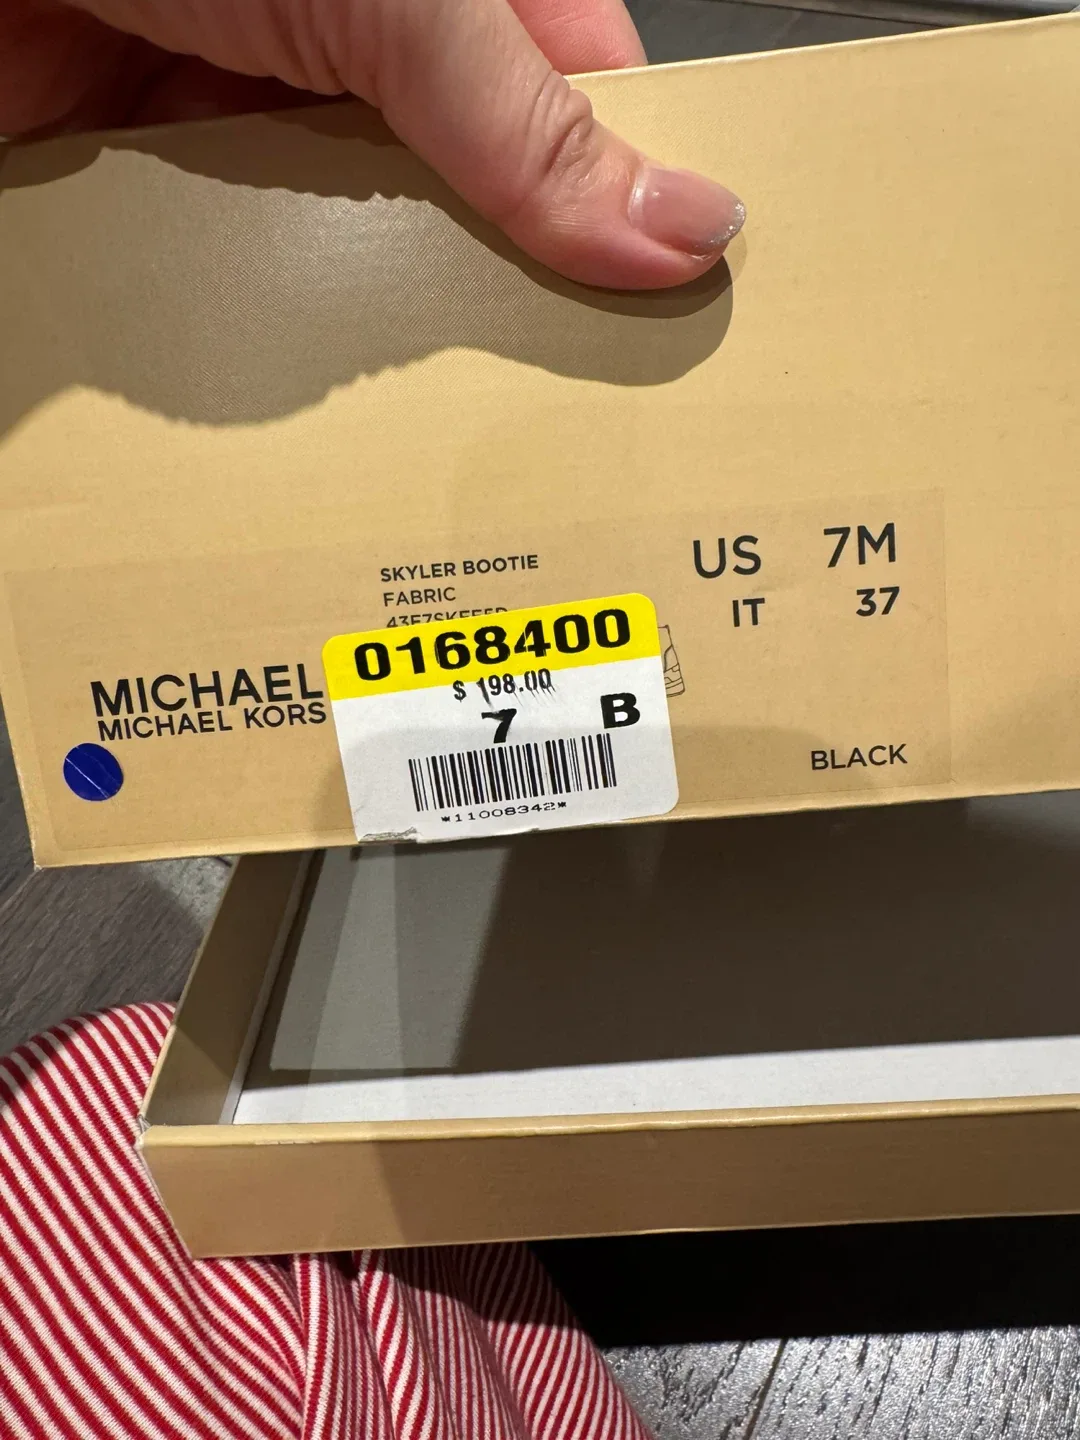 SKYLER BOOTIE
FABRIC
US 7M
IT 37
MICHAEL
MICHAEL KORS
0168400
$ 198.00
7 B
*11008342*
BLACK